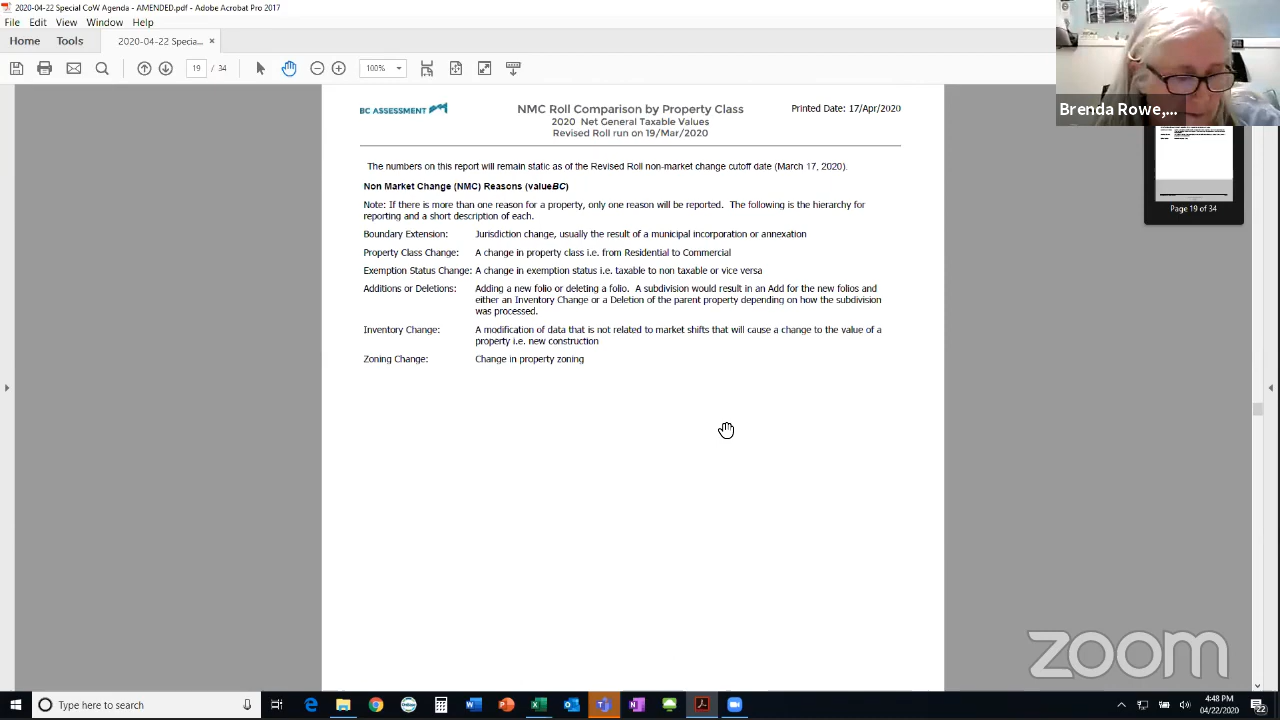 2020-04-22 Special CoW Agenda - AMENDED.pdf - Adobe Acrobat Pro 2017
File Edit View Window Help
Home Tools 2020-04-22 Specia... ×
19 / 34 100%
Brenda Rowe,...
Page 19 of 34
BC ASSESSMENT
NMC Roll Comparison by Property Class
Printed Date: 17/Apr/2020
2020 Net General Taxable Values
Revised Roll run on 19/Mar/2020
The numbers on this report will remain static as of the Revised Roll non-market change cutoff date (March 17, 2020).
Non Market Change (NMC) Reasons (valueBC)
Note: If there is more than one reason for a property, only one reason will be reported. The following is the hierarchy for
reporting and a short description of each.
Boundary Extension: Jurisdiction change, usually the result of a municipal incorporation or annexation
Property Class Change: A change in property class i.e. from Residential to Commercial
Exemption Status Change: A change in exemption status i.e. taxable to non taxable or vice versa
Additions or Deletions: Adding a new folio or deleting a folio. A subdivision would result in an Add for the new folios and
either an Inventory Change or a Deletion of the parent property depending on how the subdivision
was processed.
Inventory Change: A modification of data that is not related to market shifts that will cause a change to the value of a
property i.e. new construction
Zoning Change: Change in property zoning
zoom
Type here to search
4:48 PM
04/22/2020
22